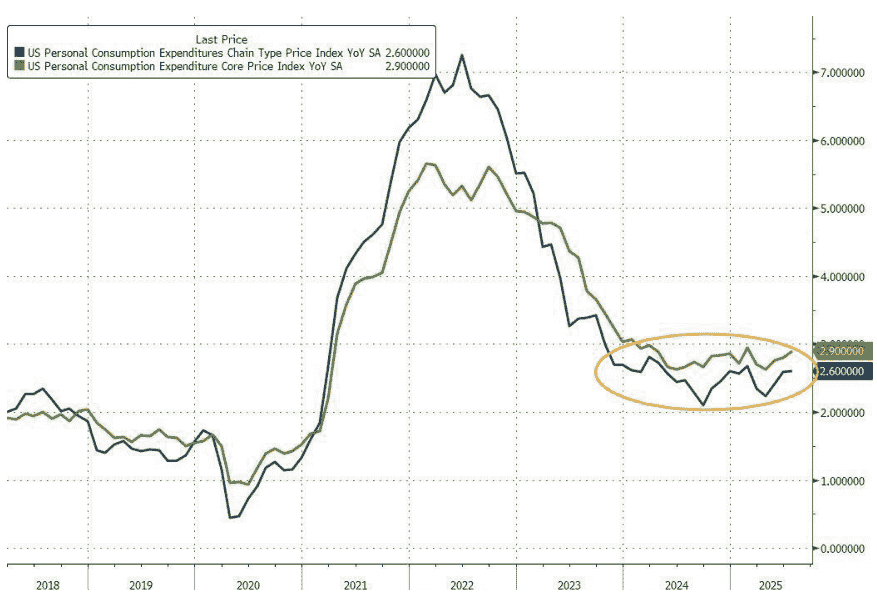 Last Price
US Personal Consumption Expenditures Chain Type Price Index YoY SA 2.600000
US Personal Consumption Expenditure Core Price Index YoY SA 2.900000
7.000000
6.000000
5.000000
4.000000
2.900000
2.600000
2.000000
1.000000
0.000000
2018 2019 2020 2021 2022 2023 2024 2025